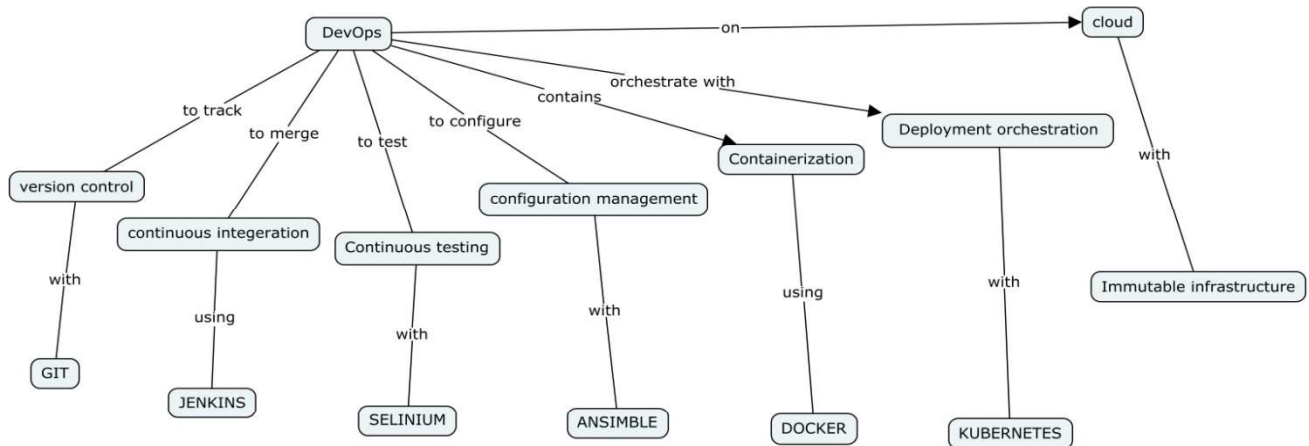 DevOps
on
cloud
to track
to merge
to test
to configure
contains
orchestrate with
version control
continuous integeration
Continuous testing
configuration management
Containerization
Deployment orchestration
with
with
using
with
with
using
with
Immutable infrastructure
GIT
JENKINS
SELINIUM
ANSIMBLE
DOCKER
KUBERNETES